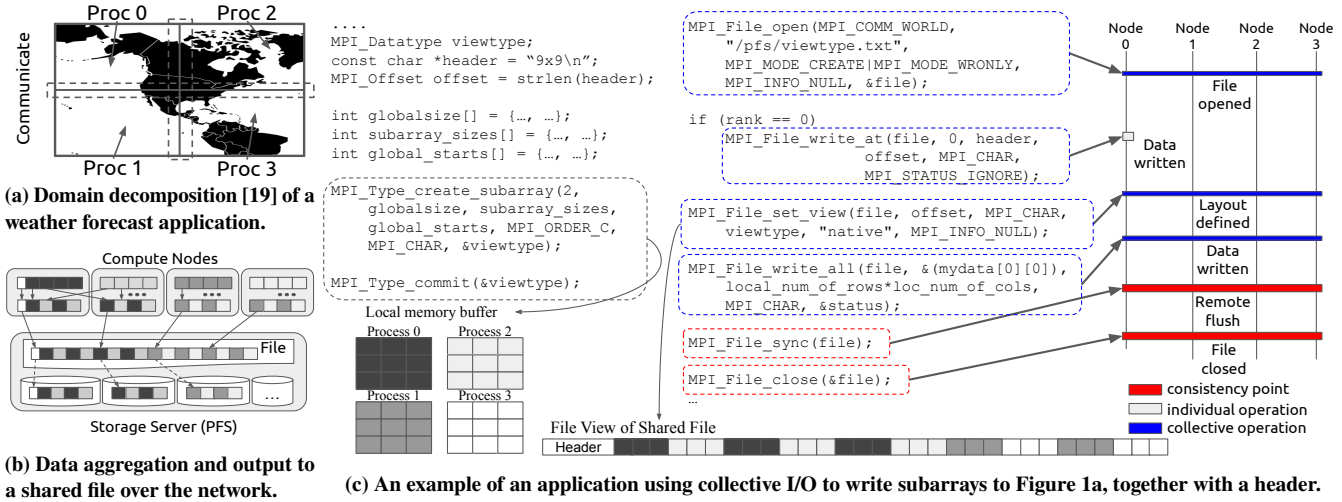 Proc 0
Proc 2
Communicate
Proc 1
Proc 3
(a) Domain decomposition [19] of a
weather forecast application.
Compute Nodes
File
...
Storage Server (PFS)
(b) Data aggregation and output to
a shared file over the network.
....
MPI_Datatype viewtype;
const char *header = “9x9\n”;
MPI_Offset offset = strlen(header);
int globalsize[] = {…, …};
int subarray_sizes[] = {…, …};
int global_starts[] = {…, …};
MPI_Type_create_subarray(2,
globalsize, subarray_sizes,
global_starts, MPI_ORDER_C,
MPI_CHAR, &viewtype);
MPI_Type_commit(&viewtype);
Local memory buffer
Process 0
Process 2
Process 1
Process 3
MPI_File_open(MPI_COMM_WORLD,
"/pfs/viewtype.txt",
MPI_MODE_CREATE|MPI_MODE_WRONLY,
MPI_INFO_NULL, &file);
if (rank == 0)
MPI_File_write_at(file, 0, header,
offset, MPI_CHAR,
MPI_STATUS_IGNORE);
MPI_File_set_view(file, offset, MPI_CHAR,
viewtype, "native", MPI_INFO_NULL);
MPI_File_write_all(file, &(mydata[0][0]),
local_num_of_rows*loc_num_of_cols,
MPI_CHAR, &status);
MPI_File_sync(file);
MPI_File_close(&file);
…
Node 0
Node 1
Node 2
Node 3
File opened
Data written
Layout defined
Data written
Remote flush
File closed
consistency point
individual operation
collective operation
File View of Shared File
Header
(c) An example of an application using collective I/O to write subarrays to Figure 1a, together with a header.